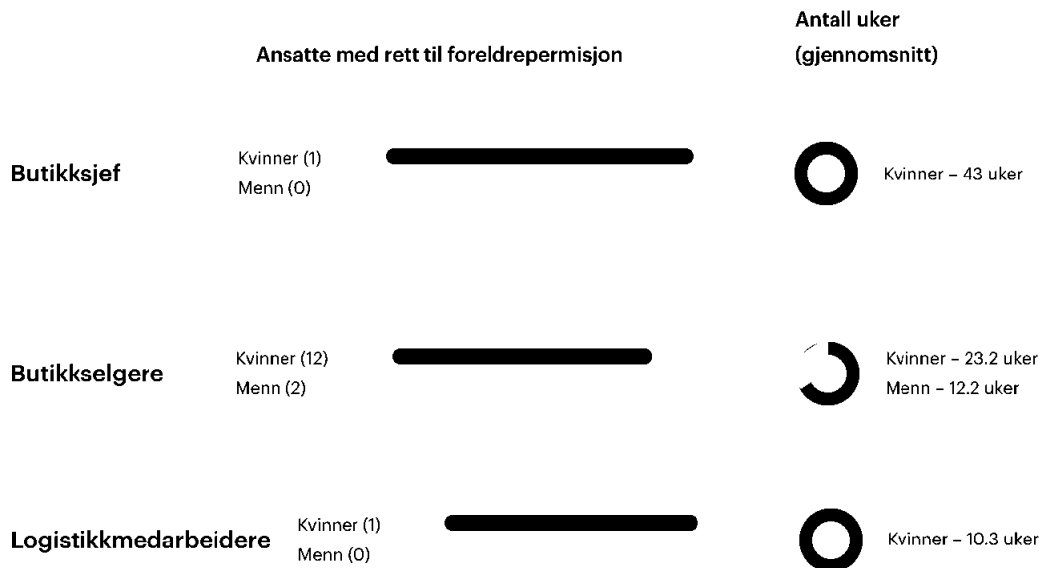 Antall uker
(gjennomsnitt)
Ansatte med rett til foreldrepermisjon
Butikksjef
Kvinner (1)
Menn (0)
Kvinner – 43 uker
Butikkselgere
Kvinner (12)
Menn (2)
Kvinner – 23.2 uker
Menn – 12.2 uker
Logistikkmedarbeidere
Kvinner (1)
Menn (0)
Kvinner – 10.3 uker